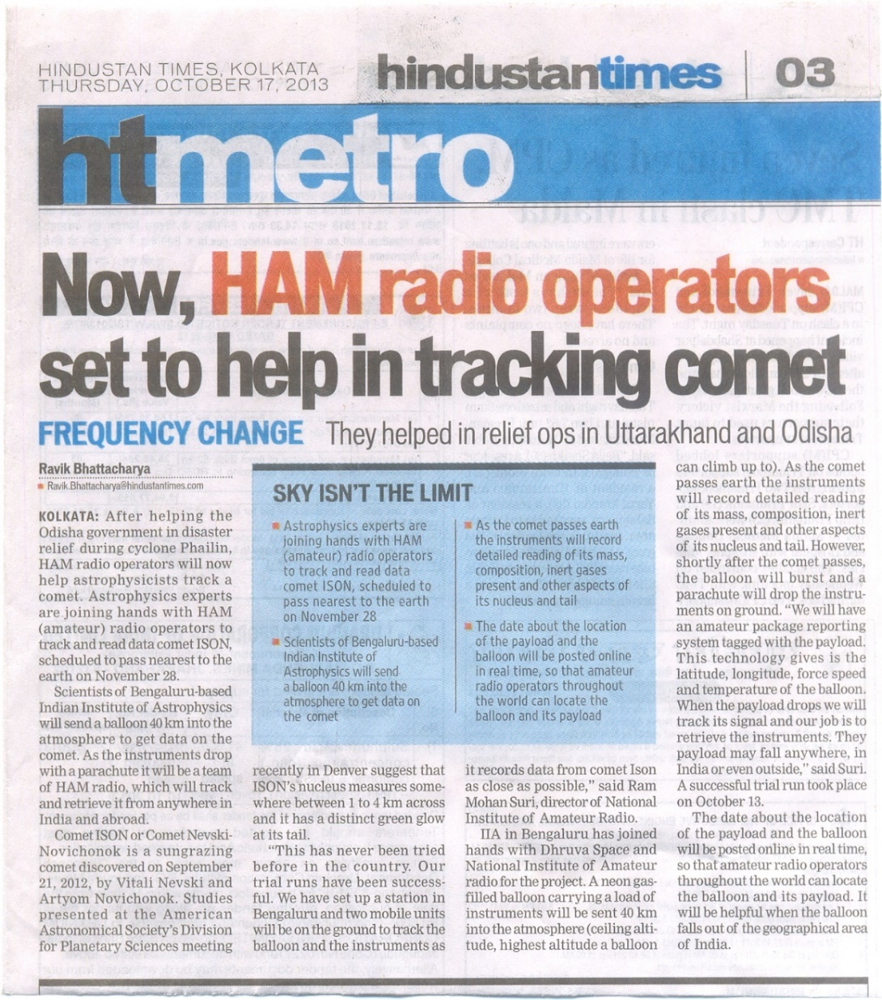 HINDUSTAN TIMES, KOLKATA
THURSDAY, OCTOBER 17, 2013
hindustantimes
03
htmetro
Now, HAM radio operators
set to help in tracking comet
FREQUENCY CHANGE They helped in relief ops in Uttarakhand and Odisha
Ravik Bhattacharya
Ravik.Bhattacharya@hindustantimes.com
KOLKATA: After helping the
Odisha government in disaster
relief during cyclone Phailin,
HAM radio operators will now
help astrophysicists track a
comet. Astrophysics experts
are joining hands with HAM
(amateur) radio operators to
track and read data comet ISON,
scheduled to pass nearest to the
earth on November 28.
Scientists of Bengaluru-based
Indian Institute of Astrophysics
will send a balloon 40 km into the
atmosphere to get data on the
comet. As the instruments drop
with a parachute it will be a team
of HAM radio, which will track
and retrieve it from anywhere in
India and abroad.
Comet ISON or Comet Nevski-
Novichonok is a sungrazing
comet discovered on September
21, 2012, by Vitali Nevski and
Artyom Novichonok. Studies
presented at the American
Astronomical Society's Division
for Planetary Sciences meeting
SKY ISN'T THE LIMIT
Astrophysics experts are
joining hands with HAM
(amateur) radio operators
to track and read data
comet ISON, scheduled to
pass nearest to the earth
on November 28
Scientists of Bengaluru-based
Indian Institute of
Astrophysics will send
a balloon 40 km into the
atmosphere to get data on
the comet
As the comet passes earth
the instruments will record
detailed reading of its mass,
composition, inert gases
present and other aspects of
its nucleus and tail
The date about the location
of the payload and the
balloon will be posted online
in real time, so that amateur
radio operators throughout
the world can locate the
balloon and its payload
recently in Denver suggest that
ISON's nucleus measures some-
where between 1 to 4 km across
and it has a distinct green glow
at its tail.
"This has never been tried
before in the country. Our
trial runs have been success-
ful. We have set up a station in
Bengaluru and two mobile units
will be on the ground to track the
balloon and the instruments as
it records data from comet Ison
as close as possible," said Ram
Mohan Suri, director of National
Institute of Amateur Radio.
IIA in Bengaluru has joined
hands with Dhruva Space and
National Institute of Amateur
radio for the project. A neon gas-
filled balloon carrying a load of
instruments will be sent 40 km
into the atmosphere (ceiling alti-
tude, highest altitude a balloon
can climb up to). As the comet
passes earth the instruments
will record detailed reading
of its mass, composition, inert
gases present and other aspects
of its nucleus and tail. However,
shortly after the comet passes,
the balloon will burst and a
parachute will drop the instru-
ments on ground. "We will have
an amateur package reporting
system tagged with the payload.
This technology gives is the
latitude, longitude, force speed
and temperature of the balloon.
When the payload drops we will
track its signal and our job is to
retrieve the instruments. They
payload may fall anywhere, in
India or even outside," said Suri.
A successful trial run took place
on October 13.
The date about the location
of the payload and the balloon
will be posted online in real time,
so that amateur radio operators
throughout the world can locate
the balloon and its payload. It
will be helpful when the balloon
falls out of the geographical area
of India.